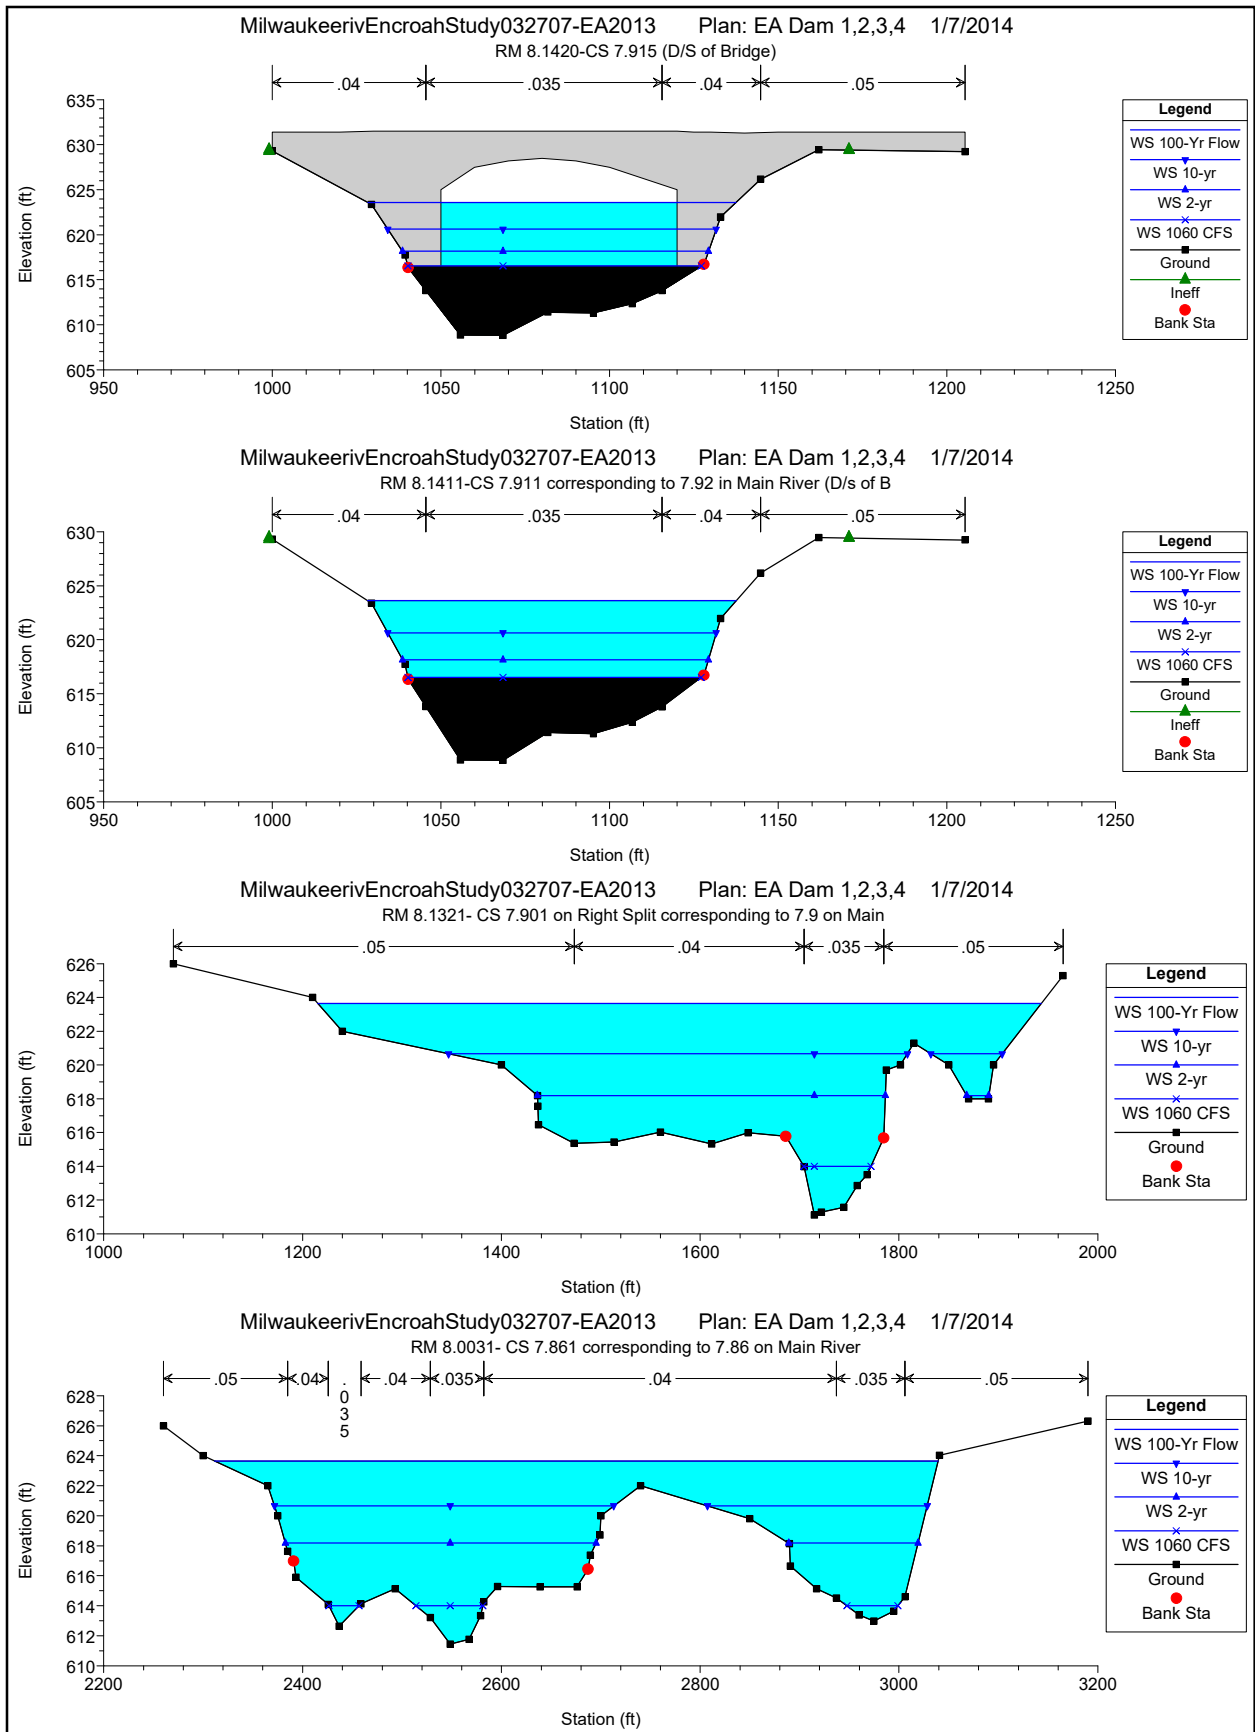 MilwaukeerivEncroahStudy032707-EA2013 Plan: EA Dam 1,2,3,4 1/7/2014
RM 8.1420-CS 7.915 (D/S of Bridge)
.04 .035 .04 .05
635
630
625
620
615
610
605
Elevation (ft)
950 1000 1050 1100 1150 1200 1250
Station (ft)
Legend
WS 100-Yr Flow
WS 10-yr
WS 2-yr
WS 1060 CFS
Ground
Ineff
Bank Sta
MilwaukeerivEncroahStudy032707-EA2013 Plan: EA Dam 1,2,3,4 1/7/2014
RM 8.1411-CS 7.911 corresponding to 7.92 in Main River (D/s of B
.04 .035 .04 .05
630
625
620
615
610
605
Elevation (ft)
950 1000 1050 1100 1150 1200 1250
Station (ft)
Legend
WS 100-Yr Flow
WS 10-yr
WS 2-yr
WS 1060 CFS
Ground
Ineff
Bank Sta
MilwaukeerivEncroahStudy032707-EA2013 Plan: EA Dam 1,2,3,4 1/7/2014
RM 8.1321- CS 7.901 on Right Split corresponding to 7.9 on Main
.05 .04 .035 .05
626
624
622
620
618
616
614
612
610
Elevation (ft)
1000 1200 1400 1600 1800 2000
Station (ft)
Legend
WS 100-Yr Flow
WS 10-yr
WS 2-yr
WS 1060 CFS
Ground
Bank Sta
MilwaukeerivEncroahStudy032707-EA2013 Plan: EA Dam 1,2,3,4 1/7/2014
RM 8.0031- CS 7.861 corresponding to 7.86 on Main River
.05 .04 .035 .04 .035 .04 .035 .05
628
626
624
622
620
618
616
614
612
610
Elevation (ft)
2200 2400 2600 2800 3000 3200
Station (ft)
Legend
WS 100-Yr Flow
WS 10-yr
WS 2-yr
WS 1060 CFS
Ground
Bank Sta